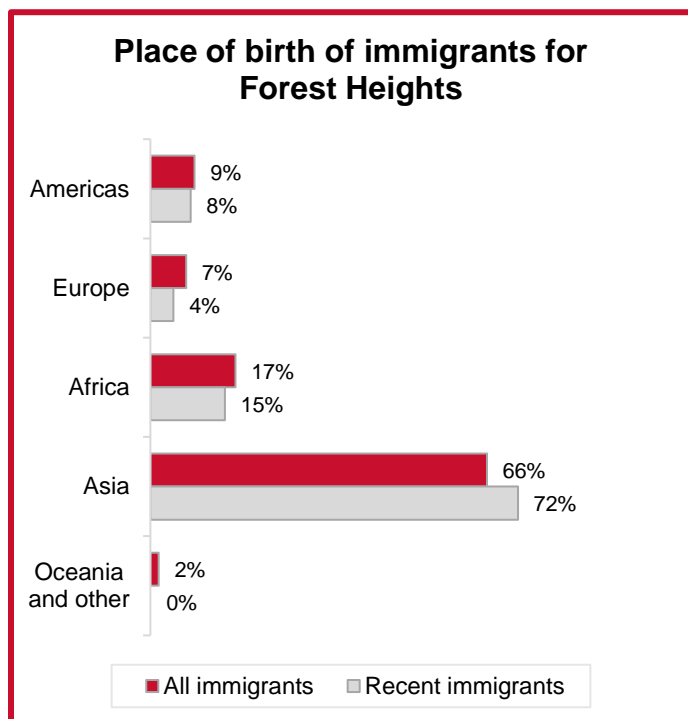 Place of birth of immigrants for
Forest Heights
Americas
9%
8%
Europe
7%
4%
Africa
17%
15%
Asia
66%
72%
Oceania
and other
2%
0%
All immigrants
Recent immigrants